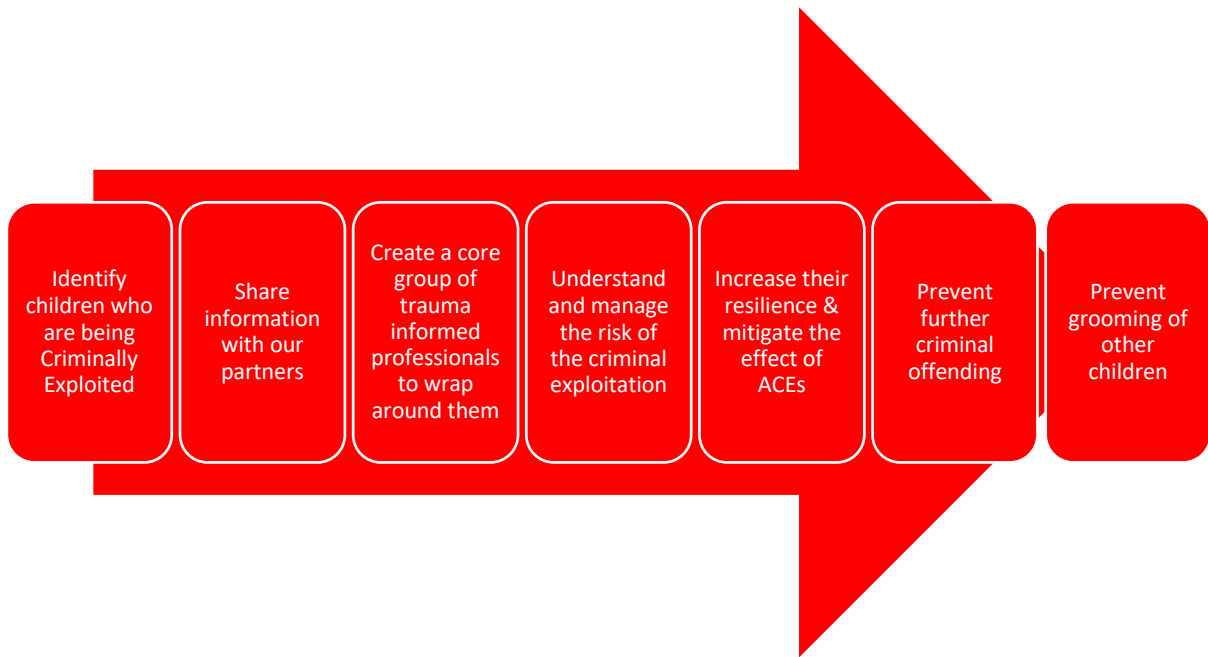 Identify
children who
are being
Criminally
Exploited
Share
information
with our
partners
Create a core
group of
trauma
informed
professionals
to wrap
around them
Understand
and manage
the risk of
the criminal
exploitation
Increase their
resilience &
mitigate the
effect of
ACEs
Prevent
further
criminal
offending
Prevent
grooming of
other
children